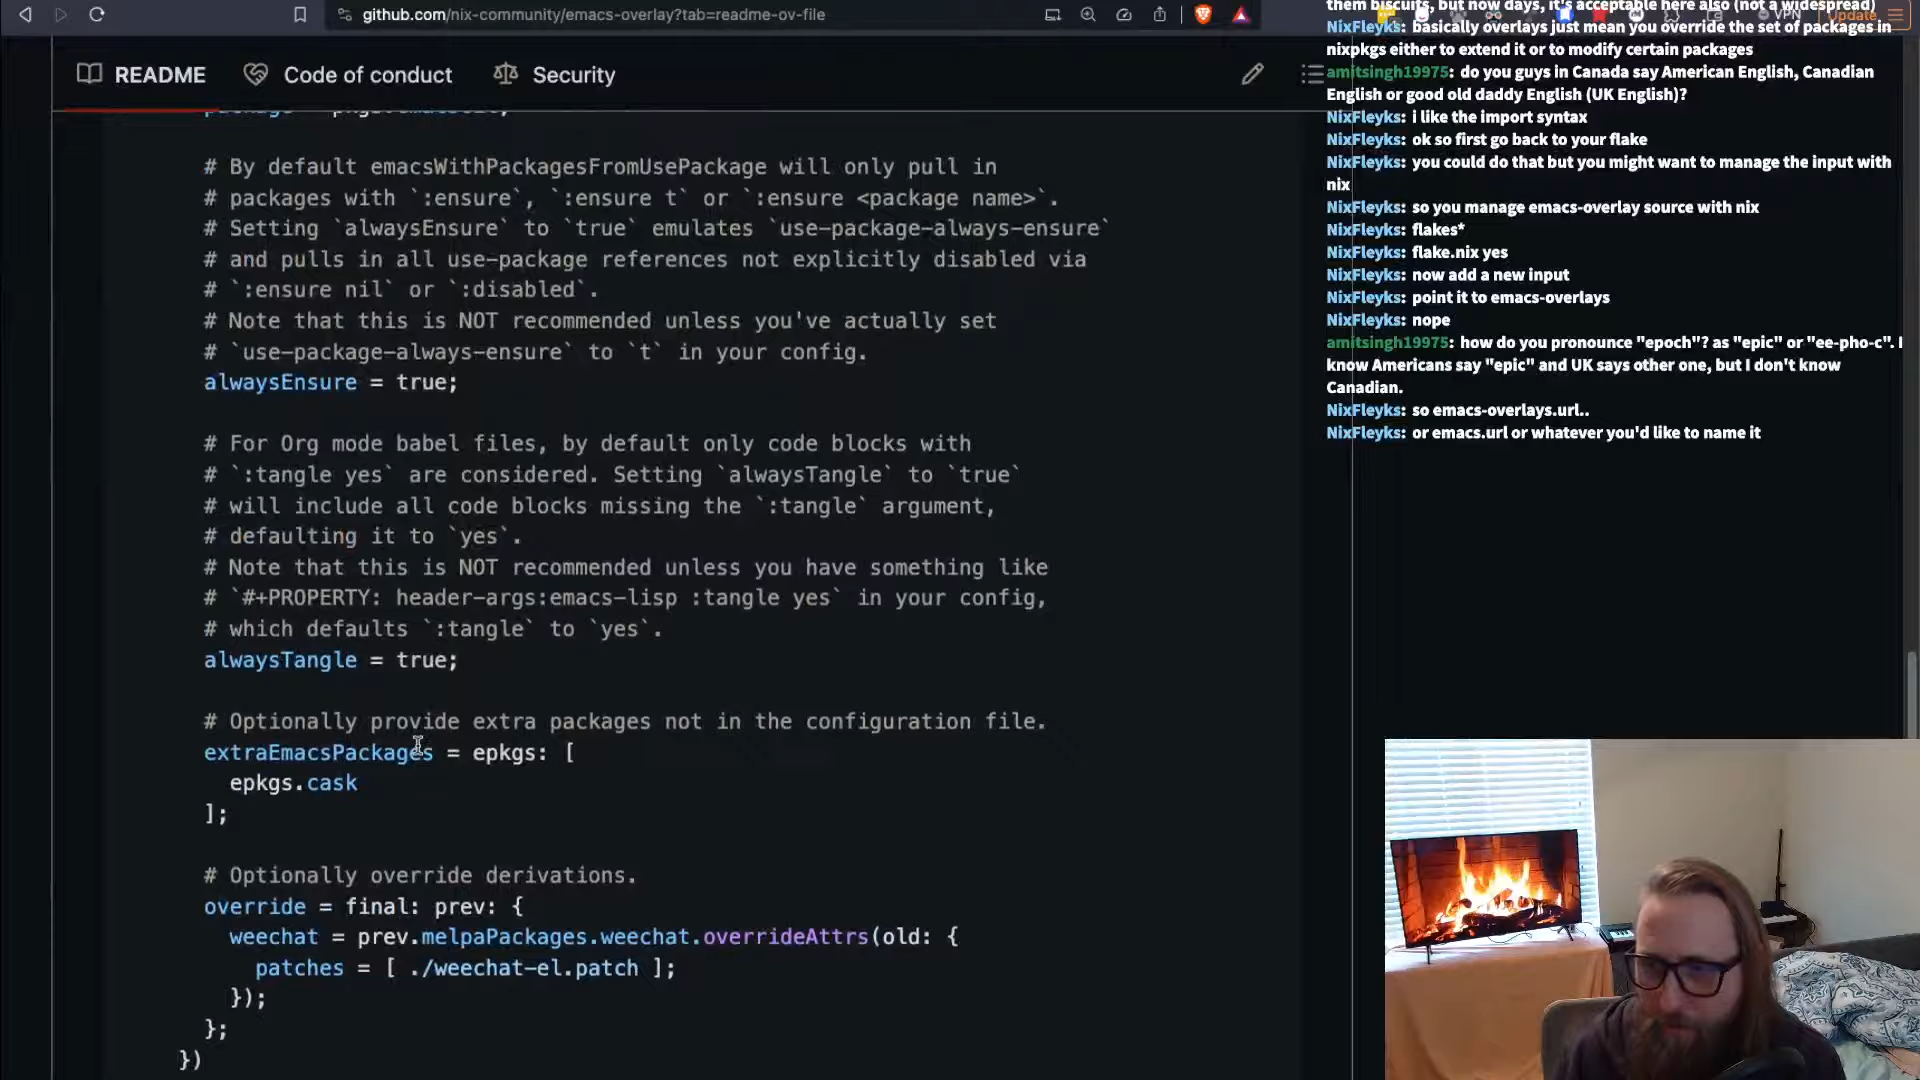 github.com/nix-community/emacs-overlay?tab=readme-ov-file
VPN
Update
README
Code of conduct
Security
# By default emacsWithPackagesFromUsePackage will only pull in
# packages with `:ensure`, `:ensure t` or `:ensure <package name>`.
# Setting `alwaysEnsure` to `true` emulates `use-package-always-ensure`
# and pulls in all use-package references not explicitly disabled via
# `:ensure nil` or `:disabled`.
# Note that this is NOT recommended unless you've actually set
# `use-package-always-ensure` to `t` in your config.
alwaysEnsure = true;
# For Org mode babel files, by default only code blocks with
# `:tangle yes` are considered. Setting `alwaysTangle` to `true`
# will include all code blocks missing the `:tangle` argument,
# defaulting it to `yes`.
# Note that this is NOT recommended unless you have something like
# `#+PROPERTY: header-args:emacs-lisp :tangle yes` in your config,
# which defaults `:tangle` to `yes`.
alwaysTangle = true;
# Optionally provide extra packages not in the configuration file.
extraEmacsPackages = epkgs: [
epkgs.cask
];
# Optionally override derivations.
override = final: prev: {
weechat = prev.melpaPackages.weechat.overrideAttrs(old: {
patches = [ ./weechat-el.patch ];
});
};
})
them biscuits, but now days, it's acceptable here also (not a widespread)
NixFleyks: basically overlays just mean you override the set of packages in
nixpkgs either to extend it or to modify certain packages
amitsingh19975: do you guys in Canada say American English, Canadian
English or good old daddy English (UK English)?
NixFleyks: i like the import syntax
NixFleyks: ok so first go back to your flake
NixFleyks: you could do that but you might want to manage the input with
nix
NixFleyks: so you manage emacs-overlay source with nix
NixFleyks: flakes*
NixFleyks: flake.nix yes
NixFleyks: now add a new input
NixFleyks: point it to emacs-overlays
NixFleyks: nope
amitsingh19975: how do you pronounce "epoch"? as "epic" or "ee-pho-c". I
know Americans say "epic" and UK says other one, but I don't know
Canadian.
NixFleyks: so emacs-overlays.url..
NixFleyks: or emacs.url or whatever you'd like to name it